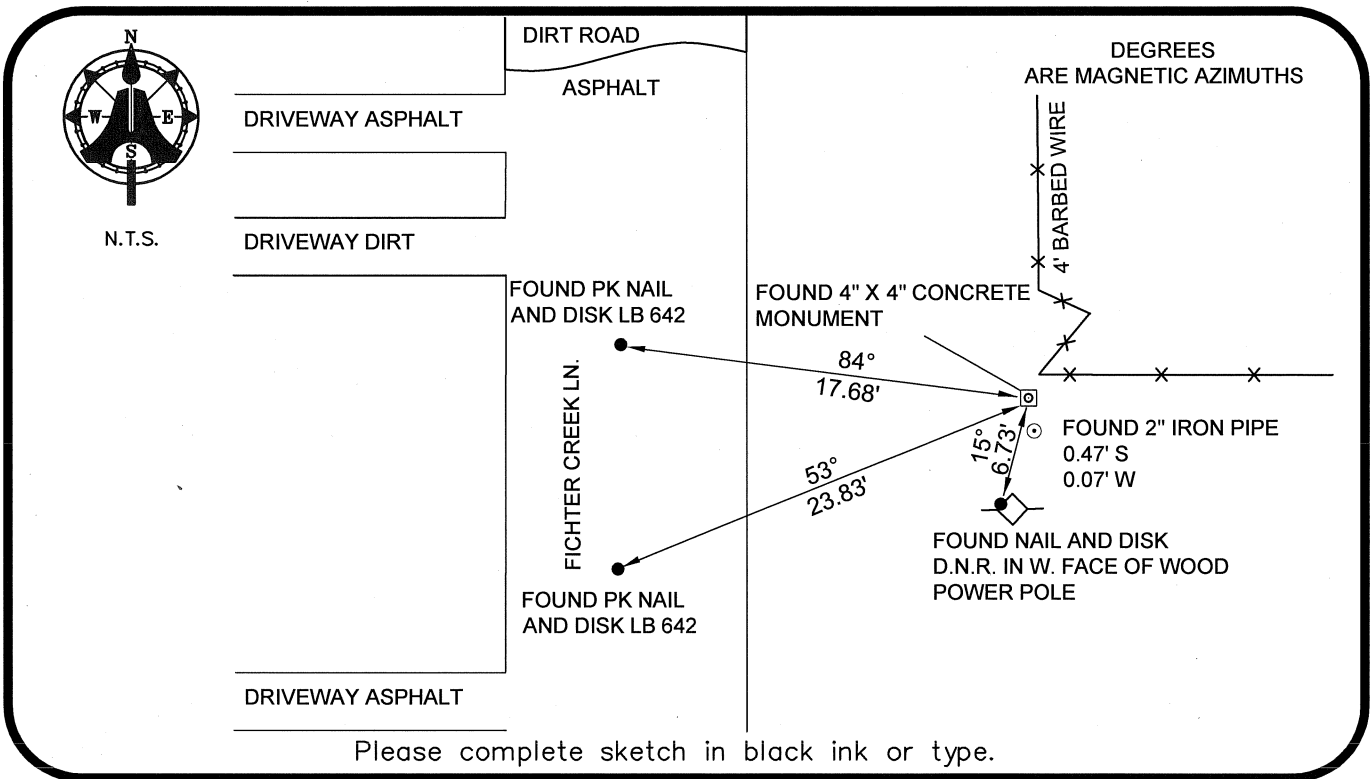 N
W
E
S
N.T.S.
DIRT ROAD
ASPHALT
DEGREES
ARE MAGNETIC AZIMUTHS
DRIVEWAY ASPHALT
4' BARBED WIRE
DRIVEWAY DIRT
FOUND PK NAIL
AND DISK LB 642
FOUND 4" X 4" CONCRETE
MONUMENT
84°
17.68'
FICHTER CREEK LN.
15°
6.73'
FOUND 2" IRON PIPE
0.47' S
0.07' W
53°
23.83'
FOUND NAIL AND DISK
D.N.R. IN W. FACE OF WOOD
POWER POLE
FOUND PK NAIL
AND DISK LB 642
DRIVEWAY ASPHALT
Please complete sketch in black ink or type.